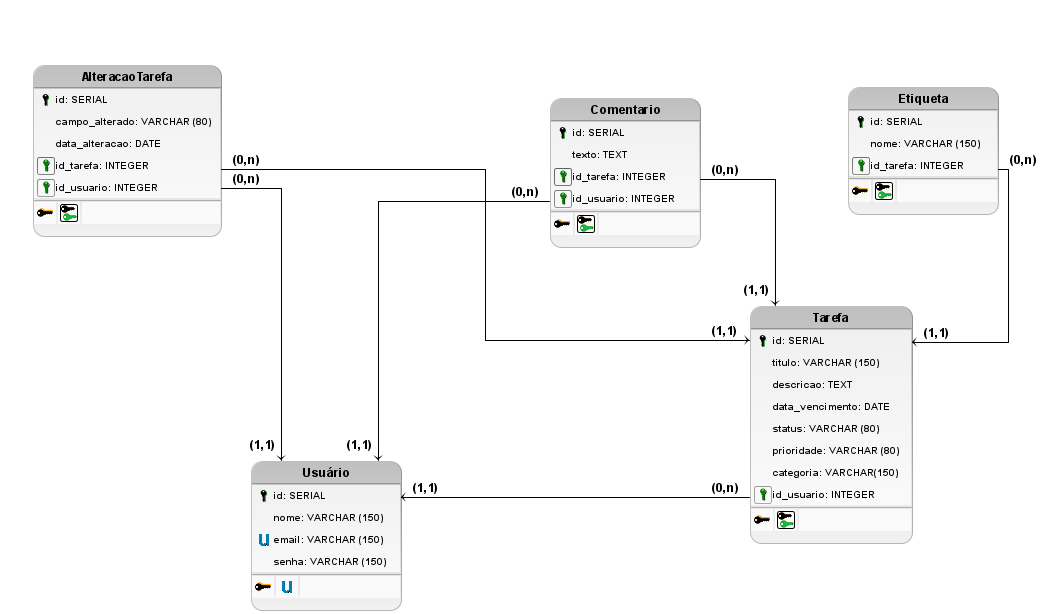 AlteracaoTarefa
id: SERIAL
campo_alterado: VARCHAR (80)
data_alteracao: DATE
id_tarefa: INTEGER
id_usuario: INTEGER
(0,n)
(0,n)
Comentario
id: SERIAL
texto: TEXT
id_tarefa: INTEGER
id_usuario: INTEGER
(0,n)
(0,n)
Etiqueta
id: SERIAL
nome: VARCHAR (150)
id_tarefa: INTEGER
(0,n)
(1,1)
(1,1)
(1,1)
Tarefa
id: SERIAL
titulo: VARCHAR (150)
descricao: TEXT
data_vencimento: DATE
status: VARCHAR (80)
prioridade: VARCHAR (80)
categoria: VARCHAR(150)
id_usuario: INTEGER
(1,1)
(1,1)
(1,1)
(0,n)
Usuário
id: SERIAL
nome: VARCHAR (150)
u email: VARCHAR (150)
senha: VARCHAR (150)
u